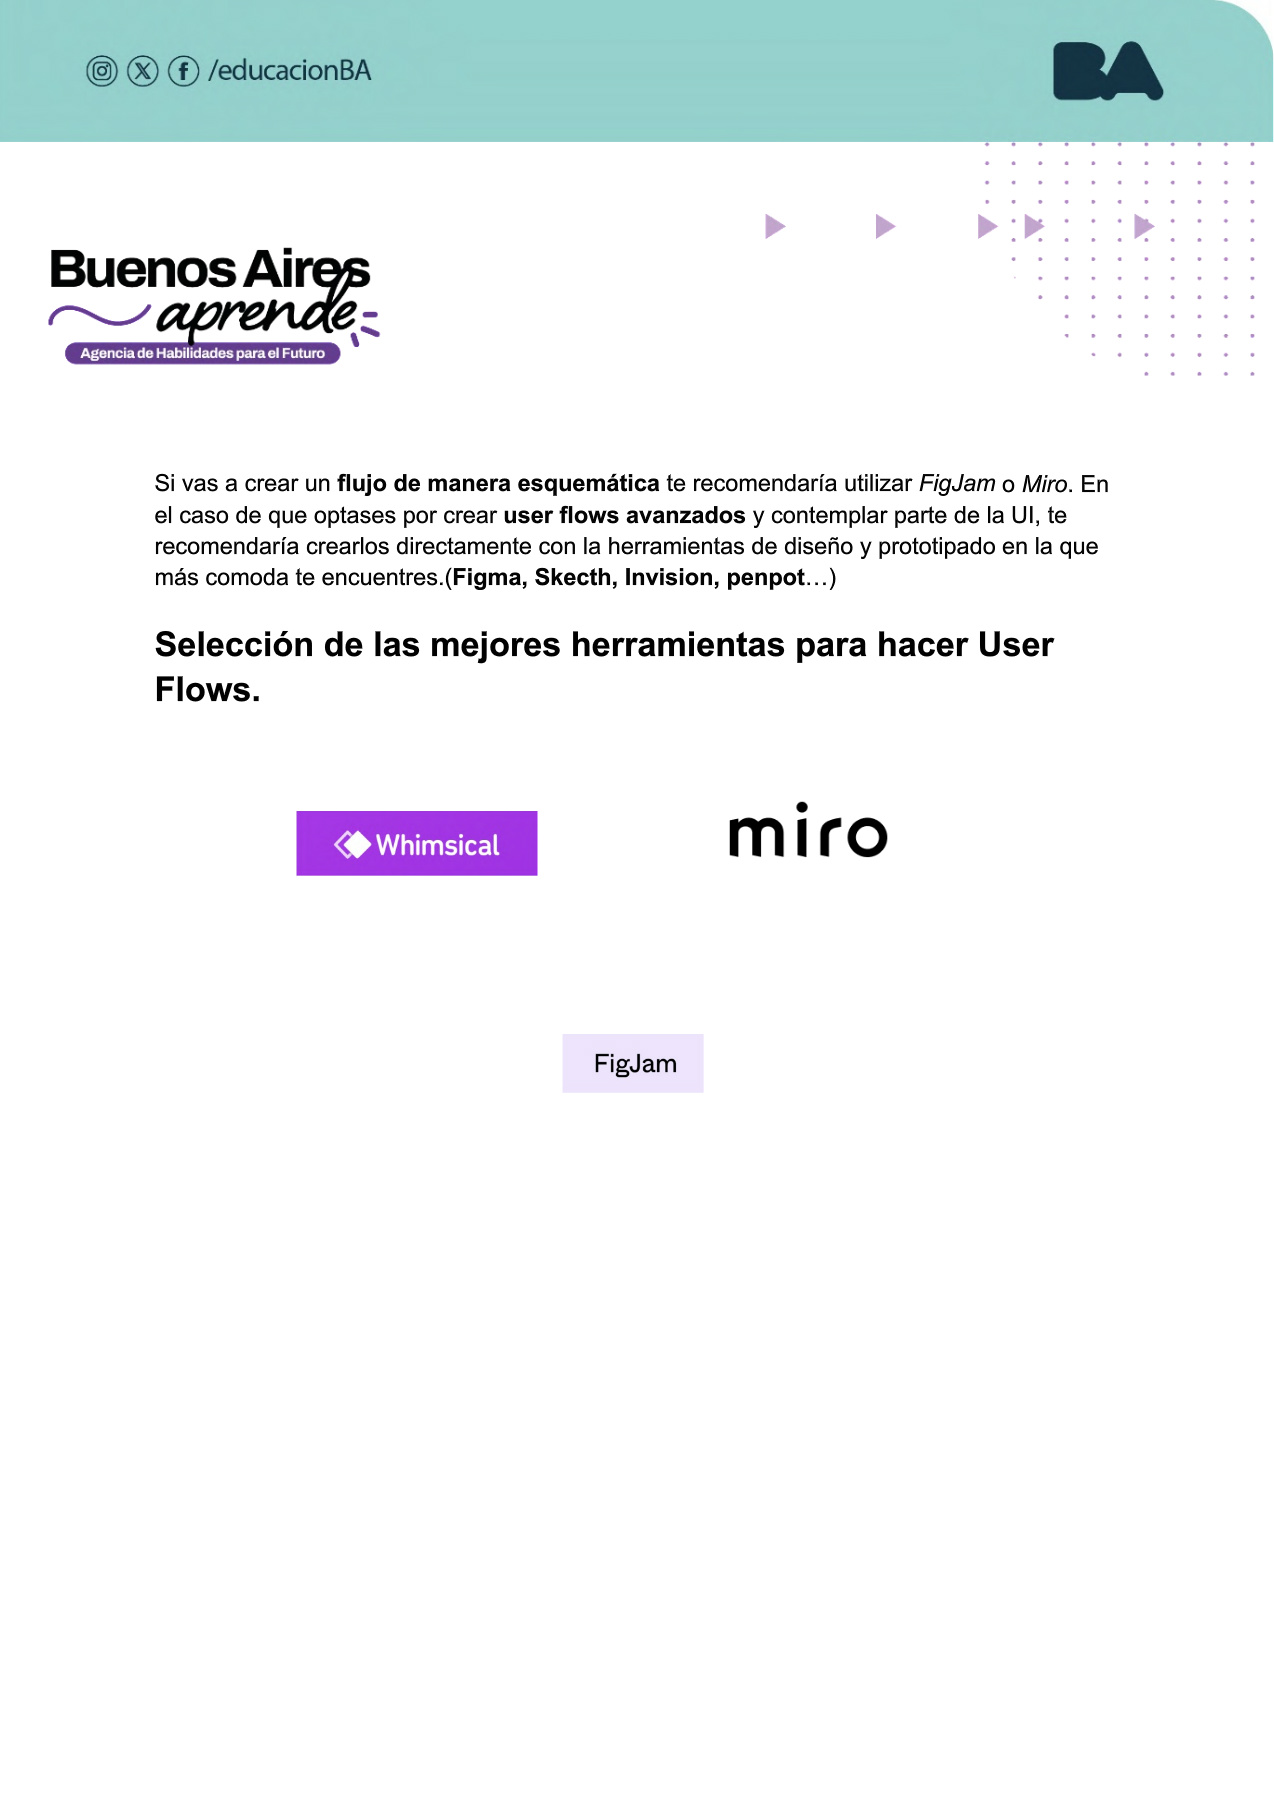 /educacionBA
BA
Buenos Aires
aprende
Agencia de Habilidades para el Futuro
Si vas a crear un flujo de manera esquemática te recomendaría utilizar FigJam o Miro. En
el caso de que optases por crear user flows avanzados y contemplar parte de la UI, te
recomendaría crearlos directamente con la herramientas de diseño y prototipado en la que
más comoda te encuentres.(Figma, Skecth, Invision, penpot…)
Selección de las mejores herramientas para hacer User
Flows.
Whimsical
miro
FigJam